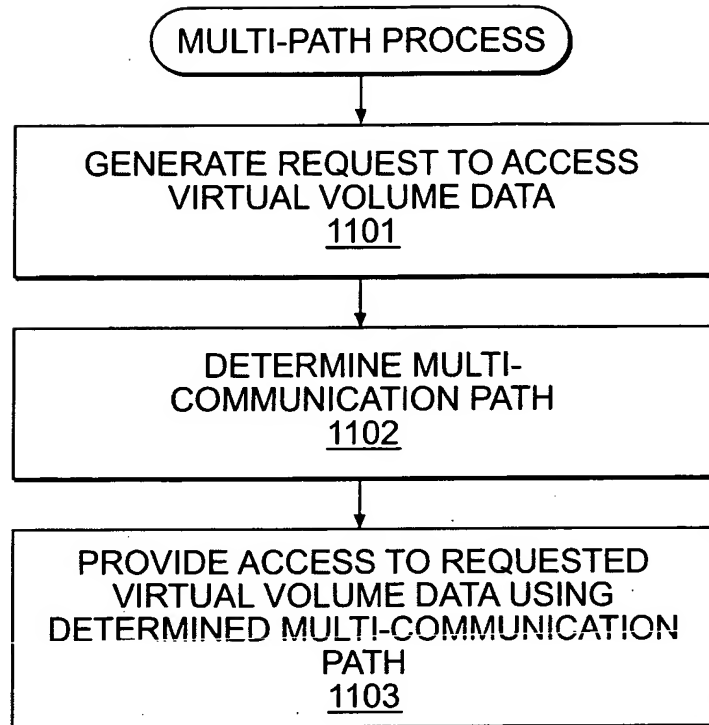 MULTI-PATH PROCESS
GENERATE REQUEST TO ACCESS
VIRTUAL VOLUME DATA
1101
DETERMINE MULTI-
COMMUNICATION PATH
1102
PROVIDE ACCESS TO REQUESTED
VIRTUAL VOLUME DATA USING
DETERMINED MULTI-COMMUNICATION
PATH
1103